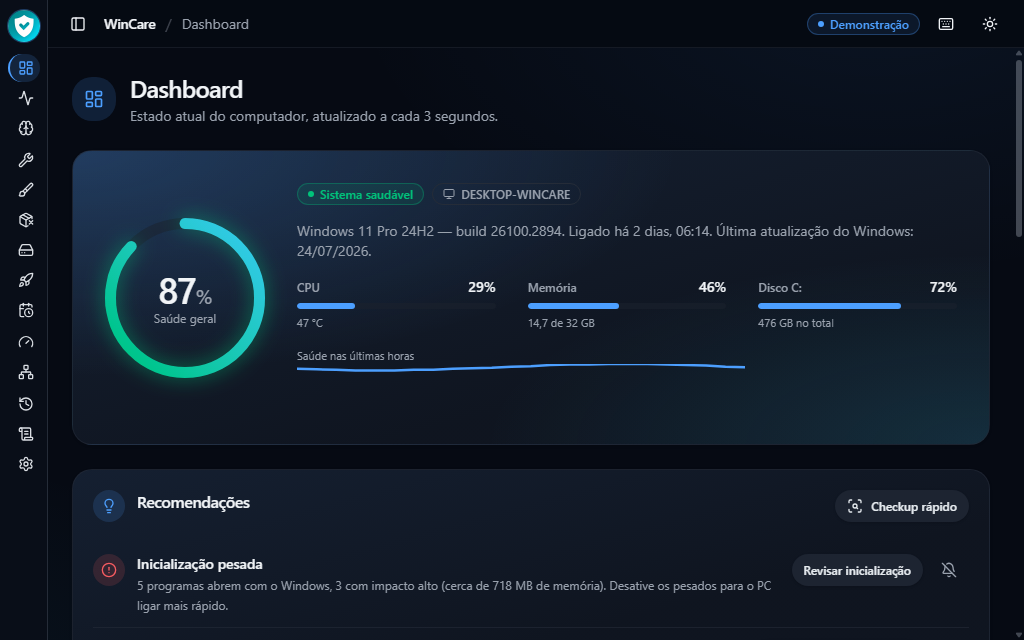 WinCare / Dashboard
Demonstração
Dashboard
Estado atual do computador, atualizado a cada 3 segundos.
Sistema saudável
DESKTOP-WINCARE
Windows 11 Pro 24H2 — build 26100.2894. Ligado há 2 dias, 06:14. Última atualização do Windows:
24/07/2026.
87%
Saúde geral
CPU 29%
47 °C
Memória 46%
14,7 de 32 GB
Disco C: 72%
476 GB no total
Saúde nas últimas horas
Recomendações
Checkup rápido
Inicialização pesada
5 programas abrem com o Windows, 3 com impacto alto (cerca de 718 MB de memória). Desative os pesados para o PC
ligar mais rápido.
Revisar inicialização